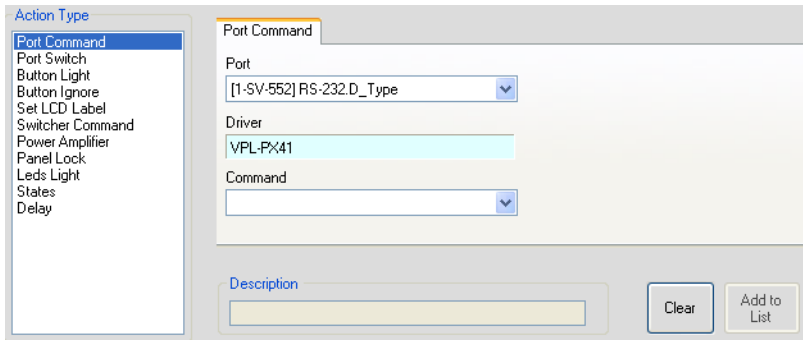 Action Type
Port Command
Port Switch
Button Light
Button Ignore
Set LCD Label
Switcher Command
Power Amplifier
Panel Lock
Leds Light
States
Delay
Port Command
Port
[1-SV-552] RS-232.D_Type
Driver
VPL-PX41
Command
Description
Clear
Add to
List